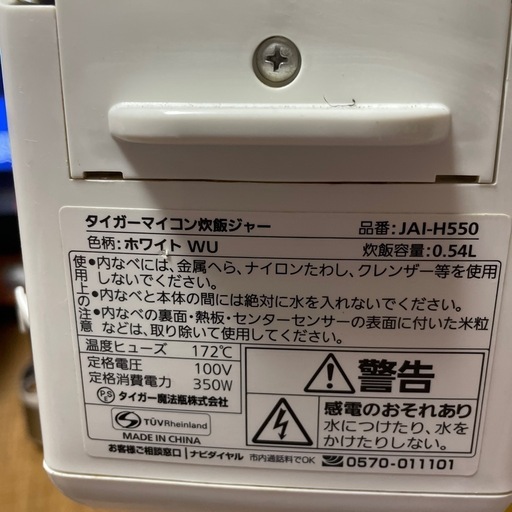 タイガーマイコン炊飯ジャー 品番：JAI-H550
色柄：ホワイト WU 炊飯容量：0.54L
使用上の注意
●内なべには、金属へら、ナイロンたわし、クレンザー等を使用
しないでください。
●内なべと本体の間には絶対に水を入れないでください。
●内なべの裏面・熱板・センターセンサーの表面に付いた米粒
などは、取り除いて使用してください。
温度ヒューズ 172℃
定格電圧 100V
定格消費電力 350W
PS タイガー魔法瓶株式会社
TÜVRheinland
MADE IN CHINA
警告
感電のおそれあり
水につけたり、水を
かけたりしない。
お客様ご相談窓口 ナビダイヤル 市内通話料でOK 0570-011101